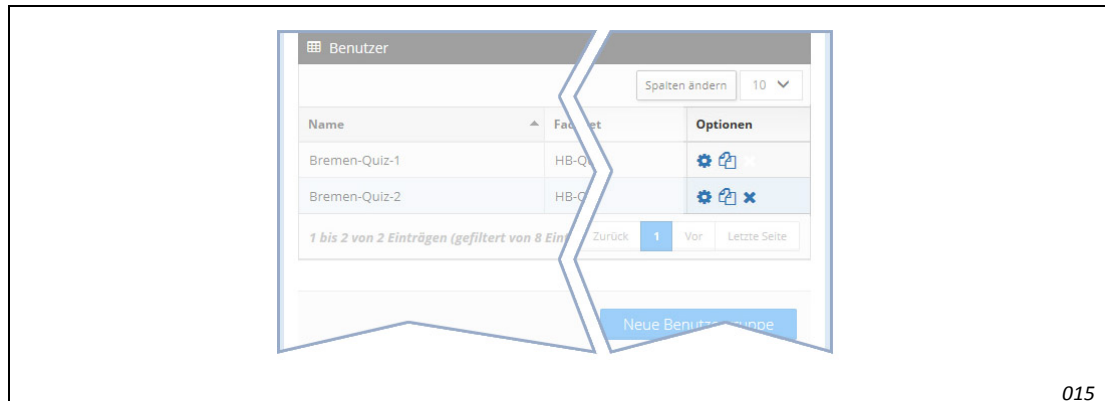 Benutzer
Spalten ändern 10
Name Optionen
Bremen-Quiz-1
Bremen-Quiz-2
1 bis 2 von 2 Einträgen (gefiltert von 8 Zurück 1 Vor Letzte Seite
Neue
015